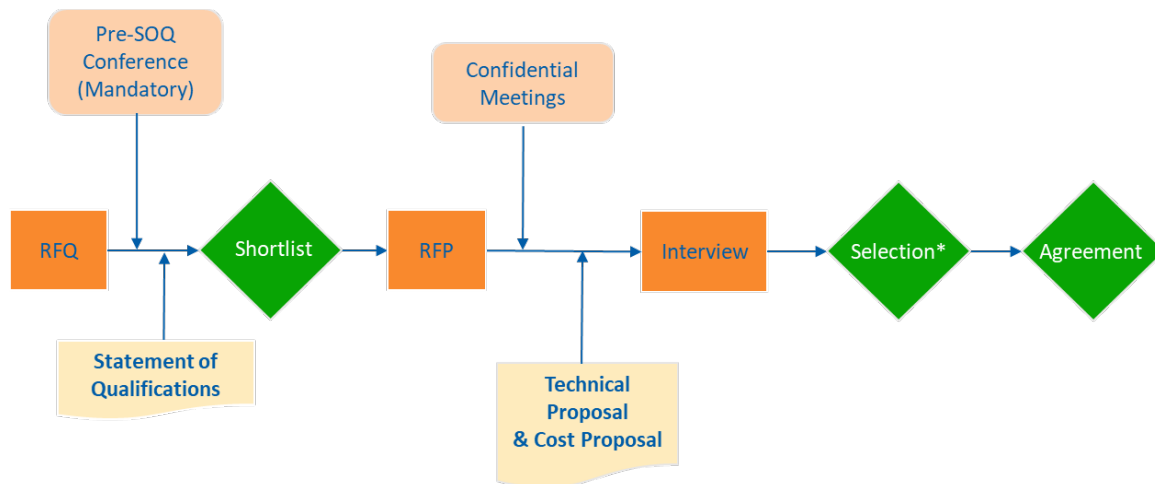 Pre-SOQ
Conference
(Mandatory)
Confidential
Meetings
RFQ
Shortlist
RFP
Interview
Selection*
Agreement
Statement of
Qualifications
Technical
Proposal
& Cost Proposal